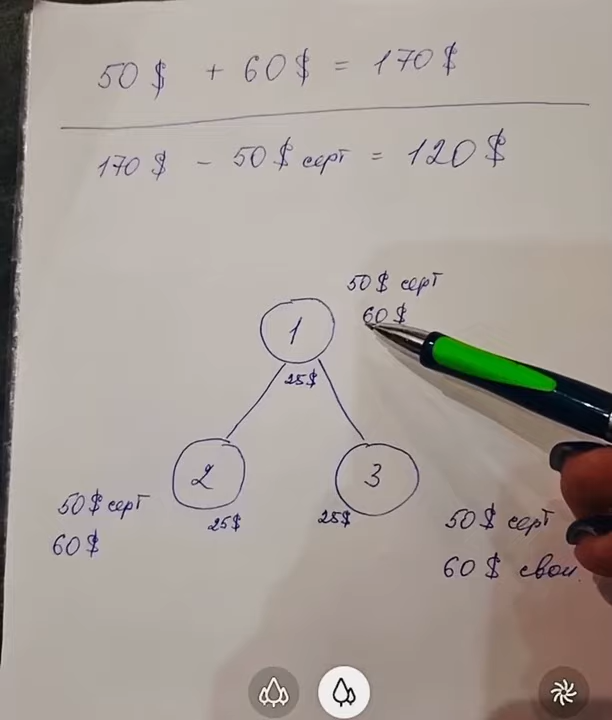 50$ + 60$ = 170$
170$ - 50$ серт = 120$
50$ серт
60$
1
25$
2
3
50$ серт
60$
25$
25$
50$ серт
60$ свои.